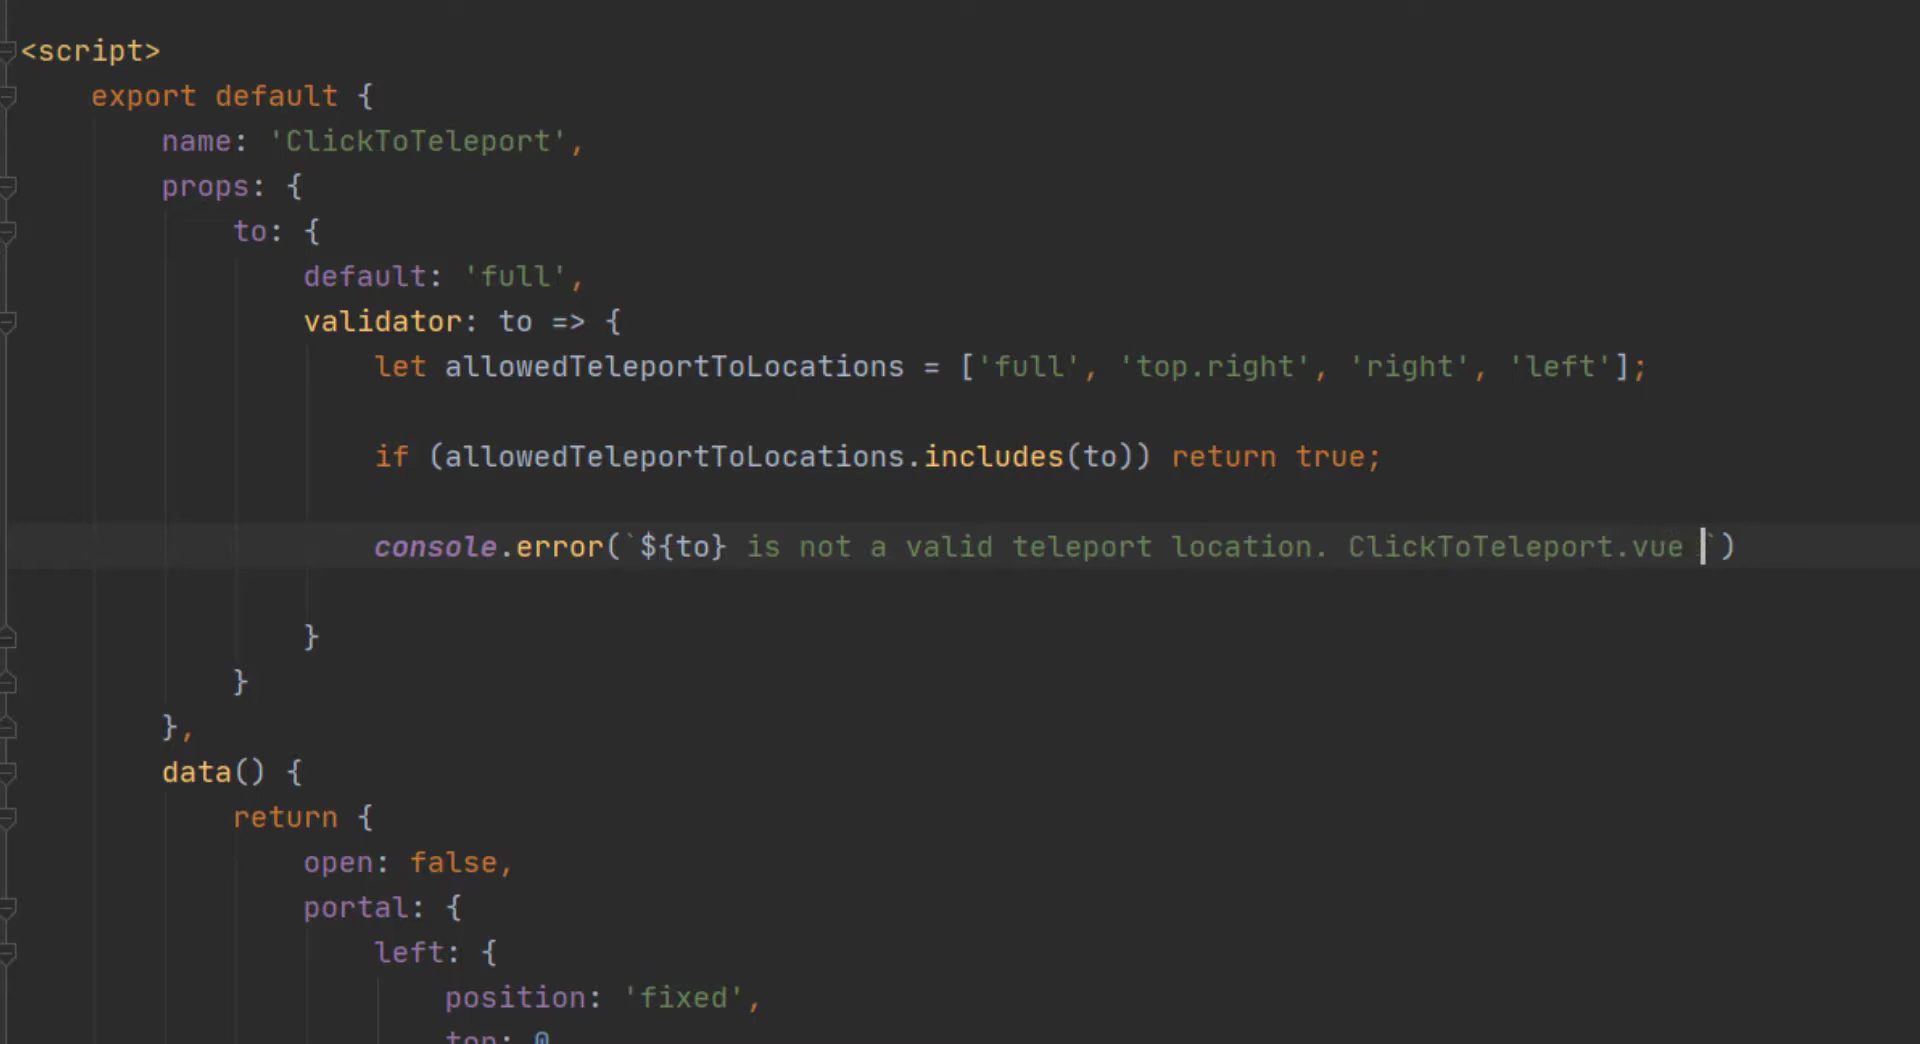 <script>
export default {
name: 'ClickToTeleport',
props: {
to: {
default: 'full',
validator: to => {
let allowedTeleportToLocations = ['full', 'top.right', 'right', 'left'];
if (allowedTeleportToLocations.includes(to)) return true;
console.error(`${to} is not a valid teleport location. ClickToTeleport.vue `)
}
}
},
data() {
return {
open: false,
portal: {
left: {
position: 'fixed',
top: 0